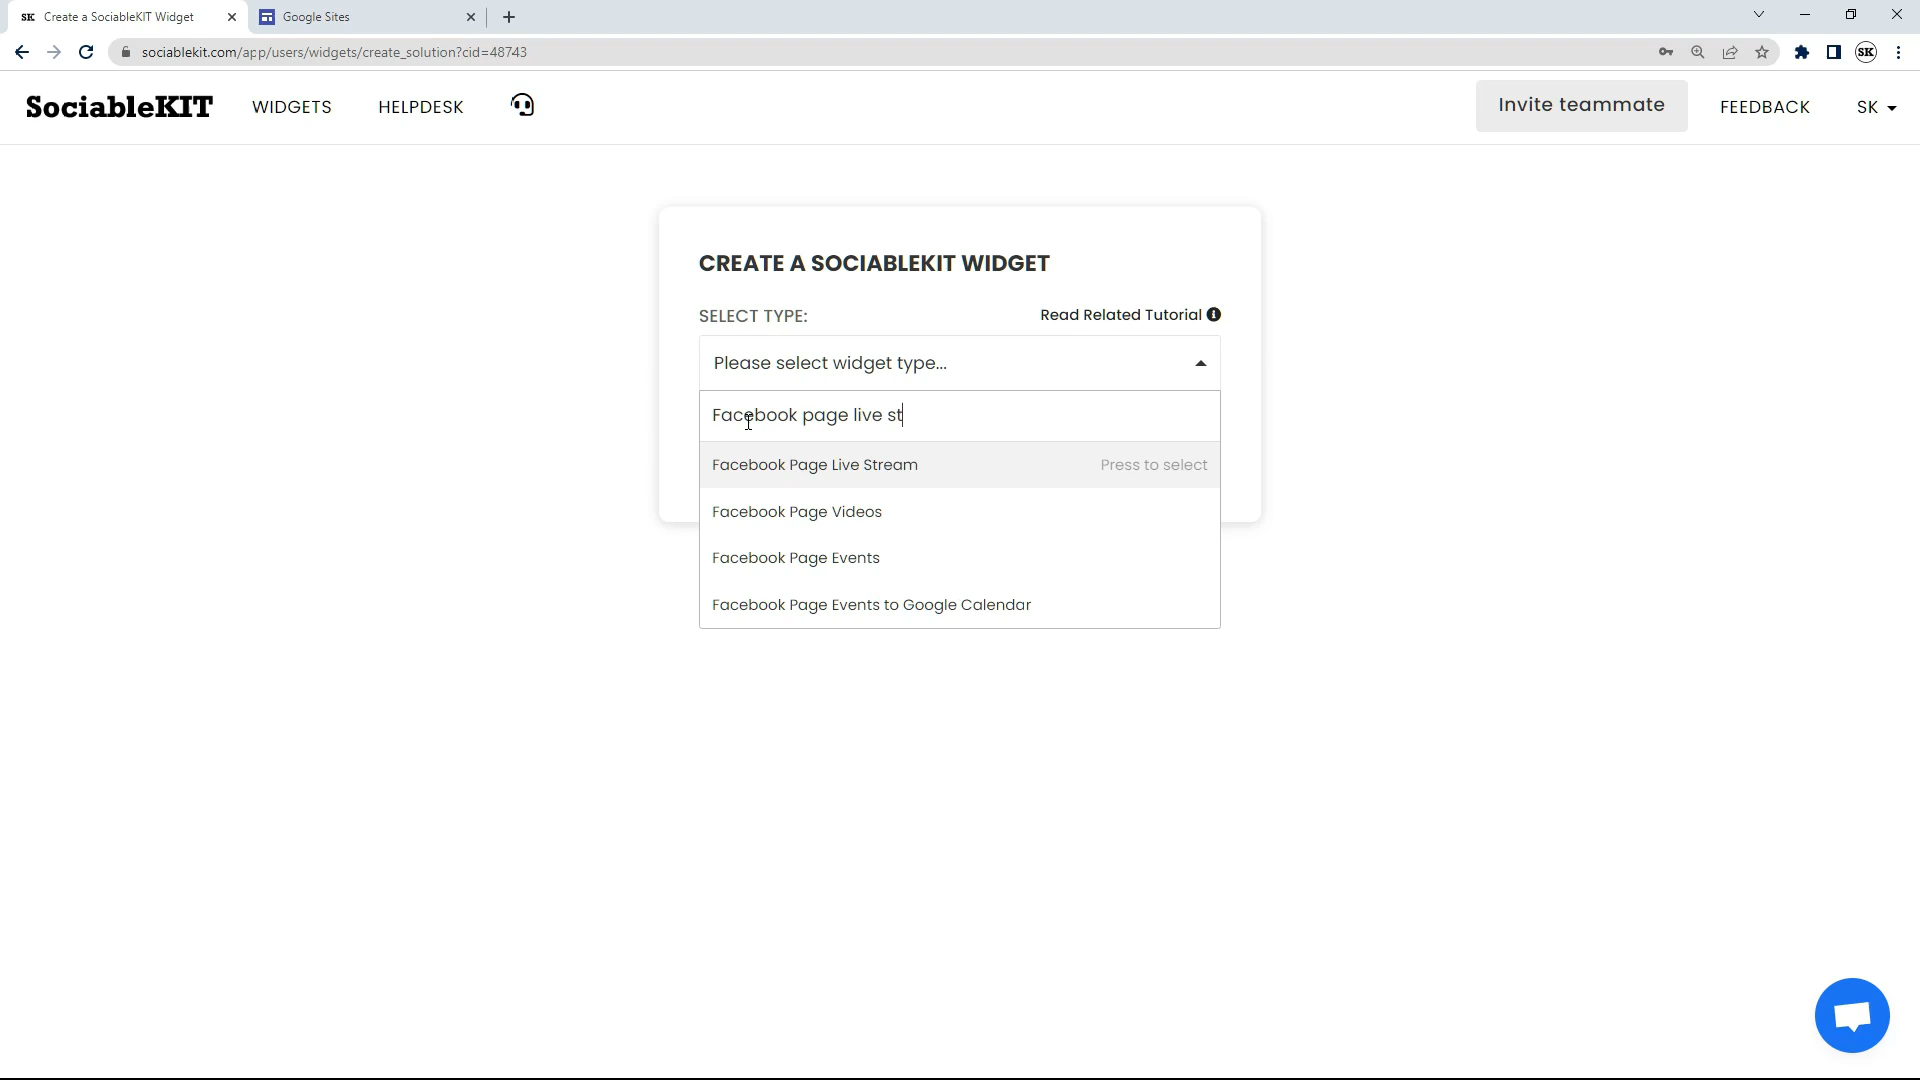 SK Create a SociableKIT Widget
Google Sites
sociablekit.com/app/users/widgets/create_solution?cid=48743
SK
SociableKIT
WIDGETS
HELPDESK
Invite teammate
FEEDBACK
SK
CREATE A SOCIABLEKIT WIDGET
SELECT TYPE:
Read Related Tutorial
Please select widget type...
Facebook page live st
Facebook Page Live Stream
Press to select
Facebook Page Videos
Facebook Page Events
Facebook Page Events to Google Calendar